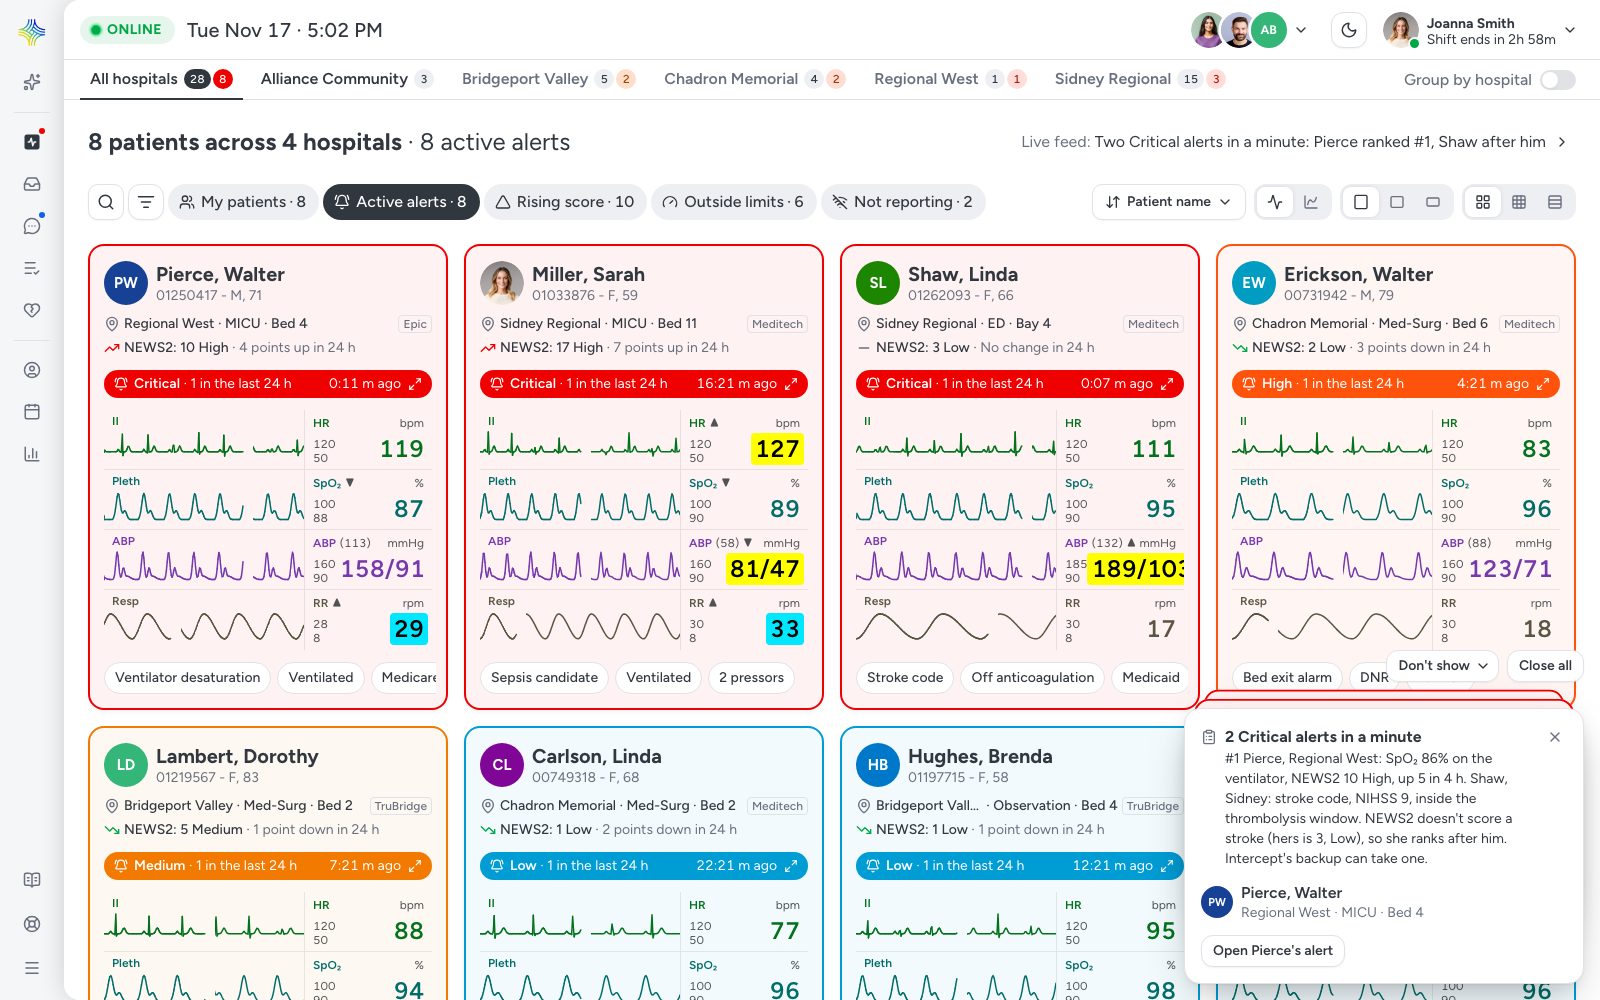 ONLINE
Tue Nov 17 · 5:02 PM
AB
Joanna Smith
Shift ends in 2h 58m
All hospitals 28 8
Alliance Community 3
Bridgeport Valley 5 2
Chadron Memorial 4 2
Regional West 1 1
Sidney Regional 15 3
Group by hospital
8 patients across 4 hospitals · 8 active alerts
Live feed: Two Critical alerts in a minute: Pierce ranked #1, Shaw after him
My patients · 8
Active alerts · 8
Rising score · 10
Outside limits · 6
Not reporting · 2
Patient name
PW
Pierce, Walter
01250417 - M, 71
Regional West · MICU · Bed 4
Epic
NEWS2: 10 High · 4 points up in 24 h
Critical · 1 in the last 24 h 0:11 m ago
II
HR bpm
120
50
119
Pleth
SpO₂ ▼ %
100
88
87
ABP
ABP (113) mmHg
160
90
158/91
Resp
RR ▲ rpm
28
8
29
Ventilator desaturation
Ventilated
Medicare
Miller, Sarah
01033876 - F, 59
Sidney Regional · MICU · Bed 11
Meditech
NEWS2: 17 High · 7 points up in 24 h
Critical · 1 in the last 24 h 16:21 m ago
II
HR ▲ bpm
120
50
127
Pleth
SpO₂ ▼ %
100
90
89
ABP
ABP (58) ▼ mmHg
160
90
81/47
Resp
RR ▲ rpm
30
8
33
Sepsis candidate
Ventilated
2 pressors
SL
Shaw, Linda
01262093 - F, 66
Sidney Regional · ED · Bay 4
Meditech
NEWS2: 3 Low · No change in 24 h
Critical · 1 in the last 24 h 0:07 m ago
II
HR bpm
120
50
111
Pleth
SpO₂ %
100
90
95
ABP
ABP (132) ▲ mmHg
185
90
189/103
Resp
RR rpm
30
8
17
Stroke code
Off anticoagulation
Medicaid
EW
Erickson, Walter
00731942 - M, 79
Chadron Memorial · Med-Surg · Bed 6
Meditech
NEWS2: 2 Low · 3 points down in 24 h
High · 1 in the last 24 h 4:21 m ago
II
HR bpm
120
50
83
Pleth
SpO₂ %
100
90
96
ABP
ABP (88) mmHg
160
90
123/71
Resp
RR rpm
30
8
18
Bed exit alarm
DNR
Don't show
Close all
LD
Lambert, Dorothy
01219567 - F, 83
Bridgeport Valley · Med-Surg · Bed 2
TruBridge
NEWS2: 5 Medium · 1 point down in 24 h
Medium · 1 in the last 24 h 7:21 m ago
II
HR bpm
120
50
88
Pleth
SpO₂ %
100
90
94
CL
Carlson, Linda
00749318 - F, 68
Chadron Memorial · Med-Surg · Bed 2
Meditech
NEWS2: 1 Low · 2 points down in 24 h
Low · 1 in the last 24 h 22:21 m ago
II
HR bpm
120
50
77
Pleth
SpO₂ %
100
90
96
HB
Hughes, Brenda
01197715 - F, 58
Bridgeport Vall... · Observation · Bed 4
TruBridge
NEWS2: 1 Low · 1 point down in 24 h
Low · 1 in the last 24 h 12:21 m ago
II
HR bpm
120
50
95
Pleth
SpO₂ %
100
90
98
2 Critical alerts in a minute
#1 Pierce, Regional West: SpO₂ 86% on the
ventilator, NEWS2 10 High, up 5 in 4 h. Shaw,
Sidney: stroke code, NIHSS 9, inside the
thrombolysis window. NEWS2 doesn't score a
stroke (hers is 3, Low), so she ranks after him.
Intercept's backup can take one.
PW
Pierce, Walter
Regional West · MICU · Bed 4
Open Pierce's alert
100
96